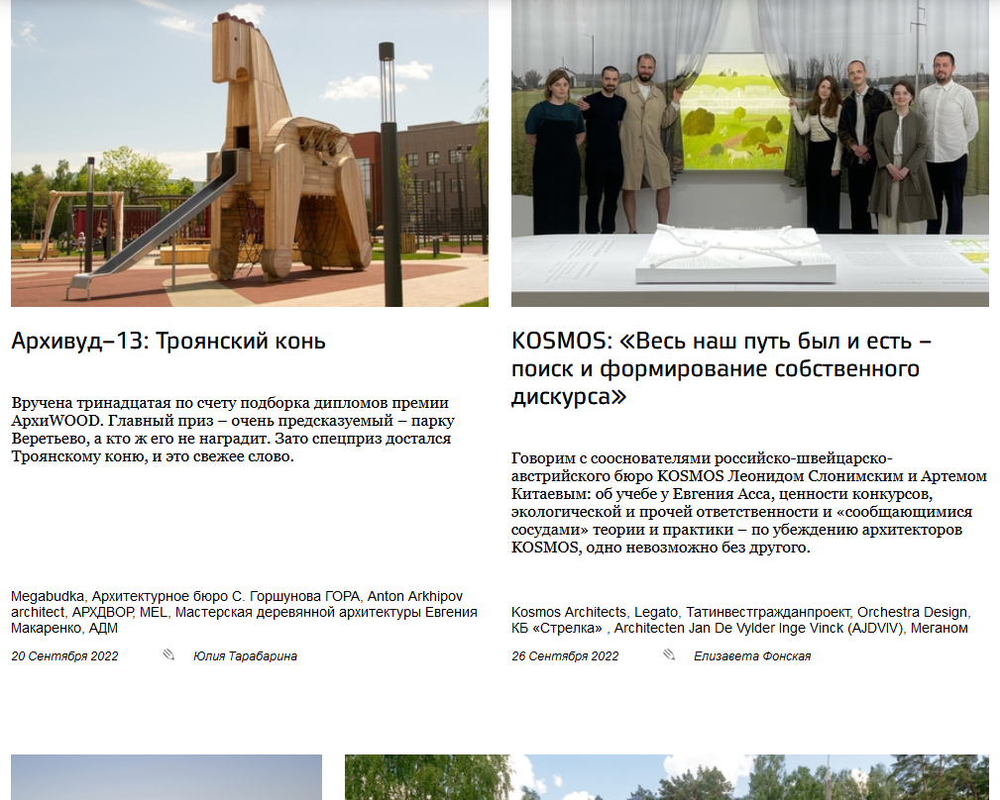 Архивуд–13: Троянский конь
Вручена тринадцатая по счету подборка дипломов премии
АрхиWOOD. Главный приз – очень предсказуемый – парку
Веретьево, а кто ж его не наградит. Зато спецприз достался
Троянскому коню, и это свежее слово.
Megabudka, Архитектурное бюро С. Горшунова ГОРА, Anton Arkhipov
architect, АРХДВОР, MEL, Мастерская деревянной архитектуры Евгения
Макаренко, АДМ
20 Сентября 2022 Юлия Тарабарина
KOSMOS: «Весь наш путь был и есть –
поиск и формирование собственного
дискурса»
Говорим с сооснователями российско-швейцарско-
австрийского бюро KOSMOS Леонидом Слонимским и Артемом
Китаевым: об учебе у Евгения Асса, ценности конкурсов,
экологической и прочей ответственности и «сообщающимися
сосудами» теории и практики – по убеждению архитекторов
KOSMOS, одно невозможно без другого.
Kosmos Architects, Legato, Татинвестгражданпроект, Orchestra Design,
КБ «Стрелка» , Architecten Jan De Vylder Inge Vinck (AJDVIV), Меганом
26 Сентября 2022 Елизавета Фонская